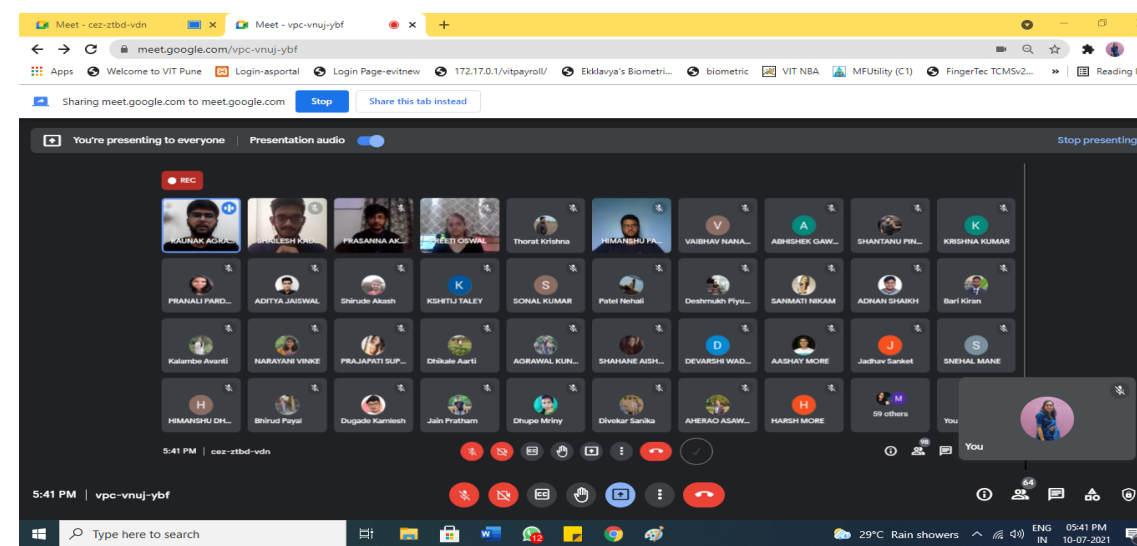 Meet - cez-ztbd-vdn
Meet - vpc-vnuj-ybf
meet.google.com/vpc-vnuj-ybf
Apps Welcome to VIT Pune Login-asportal Login Page-evitnew 172.17.0.1/vitpayroll/ Ekklavya's Biometri... biometric VIT NBA MFUtility (C1) FingerTec TCMSv2... » Reading l
Sharing meet.google.com to meet.google.com Stop Share this tab instead
You're presenting to everyone | Presentation audio Stop presenting
REC
RAUNAK AGRA... SHAILESH KAD... PRASANNA AK... PREETI OSWAL Thorat Krishna HIMANSHU PA... V VAIBHAV NANA... A ABHISHEK GAW... SHANTANU PIN... K KRISHNA KUMAR
PRANALI PARD... ADITYA JAISWAL Shirude Akash K KSHITIJ TALEY S SONAL KUMAR Patel Nehali Deshmukh Piyu... SANMATI NIKAM ADNAN SHAIKH Bari Kiran
Kalambe Avanti NARAYANI VINKE PRAJAPATI SUP... Dhikale Aarti AGRAWAL KUN... SHAHANE AISH... D DEVARSHI WAD... AASHAY MORE J Jadhav Sanket S SNEHAL MANE
H HIMANSHU DH... Bhirud Payal Dugade Kamlesh Jain Pratham Dhupe Mriny Divekar Sanika AHERAO ASAW... H HARSH MORE M 59 others You
You
5:41 PM | cez-ztbd-vdn 98
5:41 PM | vpc-vnuj-ybf 64
Type here to search 12 29°C Rain showers ENG IN 05:41 PM 10-07-2021